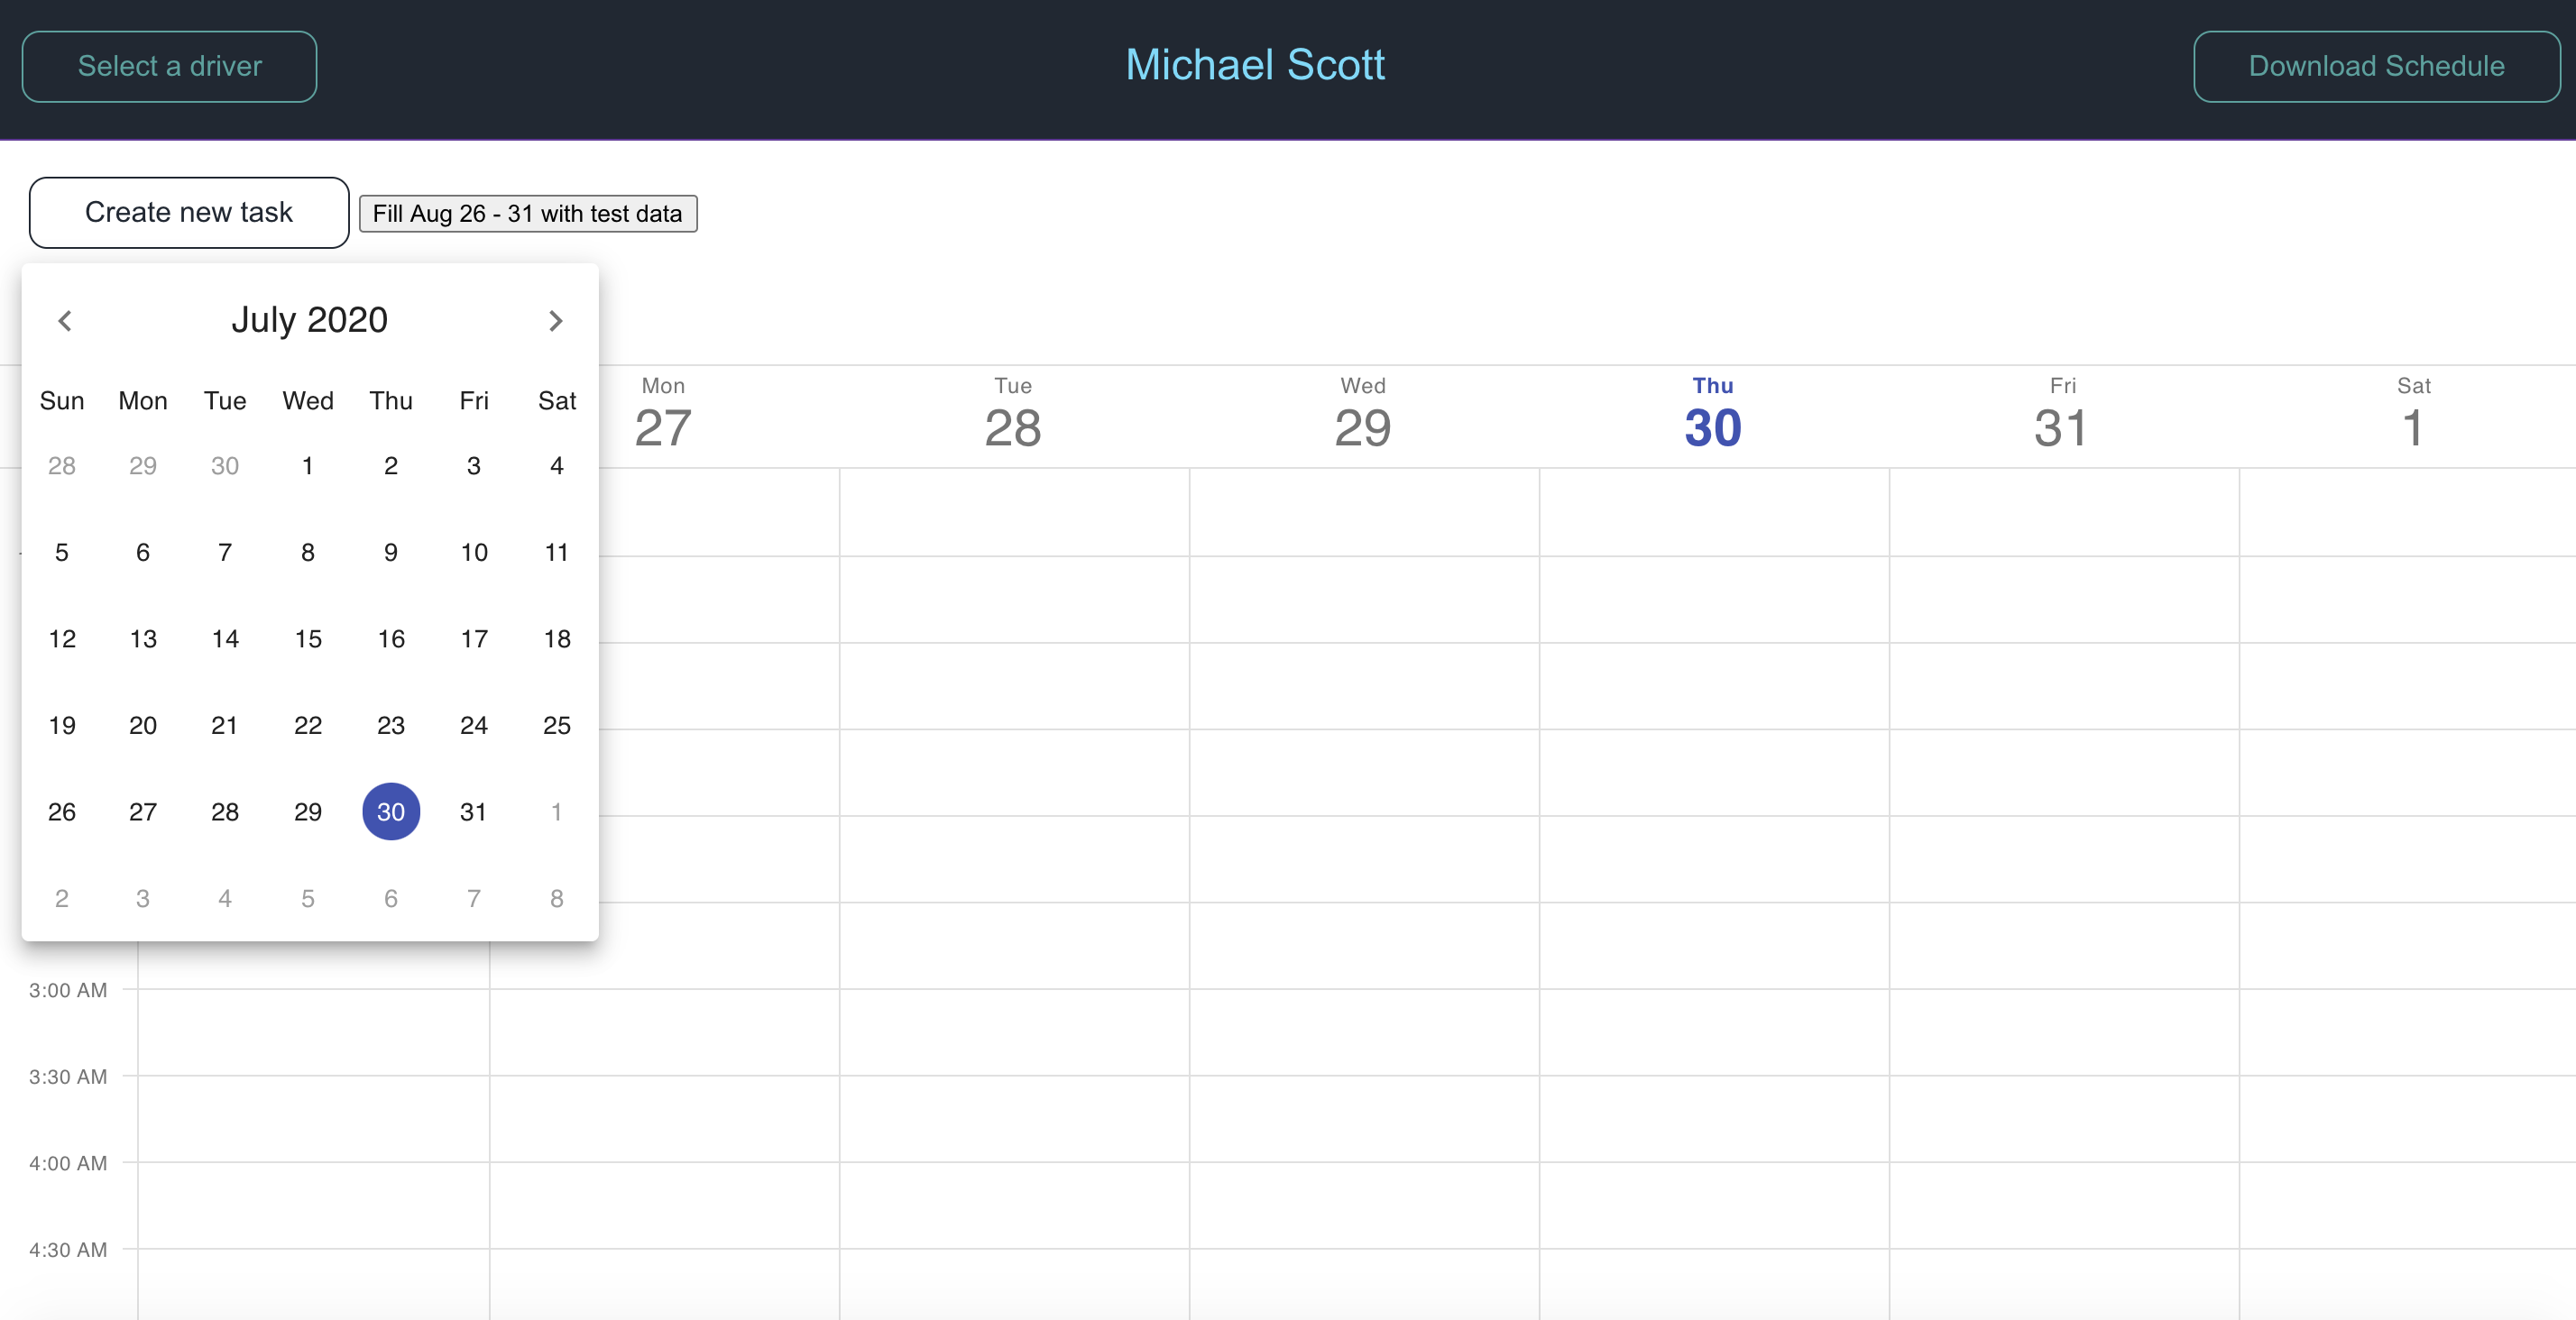 Select a driver
Michael Scott
Download Schedule
Create new task
Fill Aug 26 - 31 with test data
July 2020
Sun Mon Tue Wed Thu Fri Sat
28 29 30 1 2 3 4
5 6 7 8 9 10 11
12 13 14 15 16 17 18
19 20 21 22 23 24 25
26 27 28 29 30 31 1
2 3 4 5 6 7 8
Mon Tue Wed Thu Fri Sat
27 28 29 30 31 1
3:00 AM
3:30 AM
4:00 AM
4:30 AM